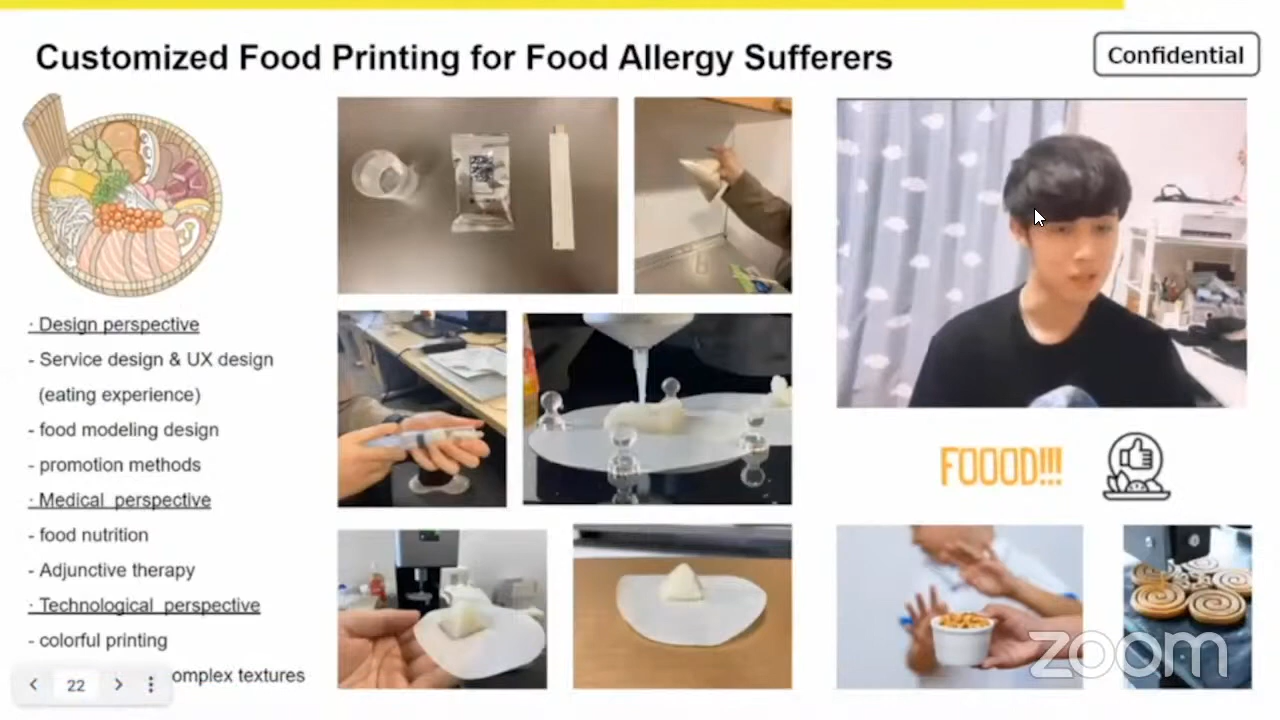 Customized Food Printing for Food Allergy Sufferers
Confidential
· Design perspective
- Service design & UX design
(eating experience)
- food modeling design
- promotion methods
· Medical perspective
- food nutrition
- Adjunctive therapy
· Technological perspective
- colorful printing
omplex textures
FOOOD!!!
22
zoom